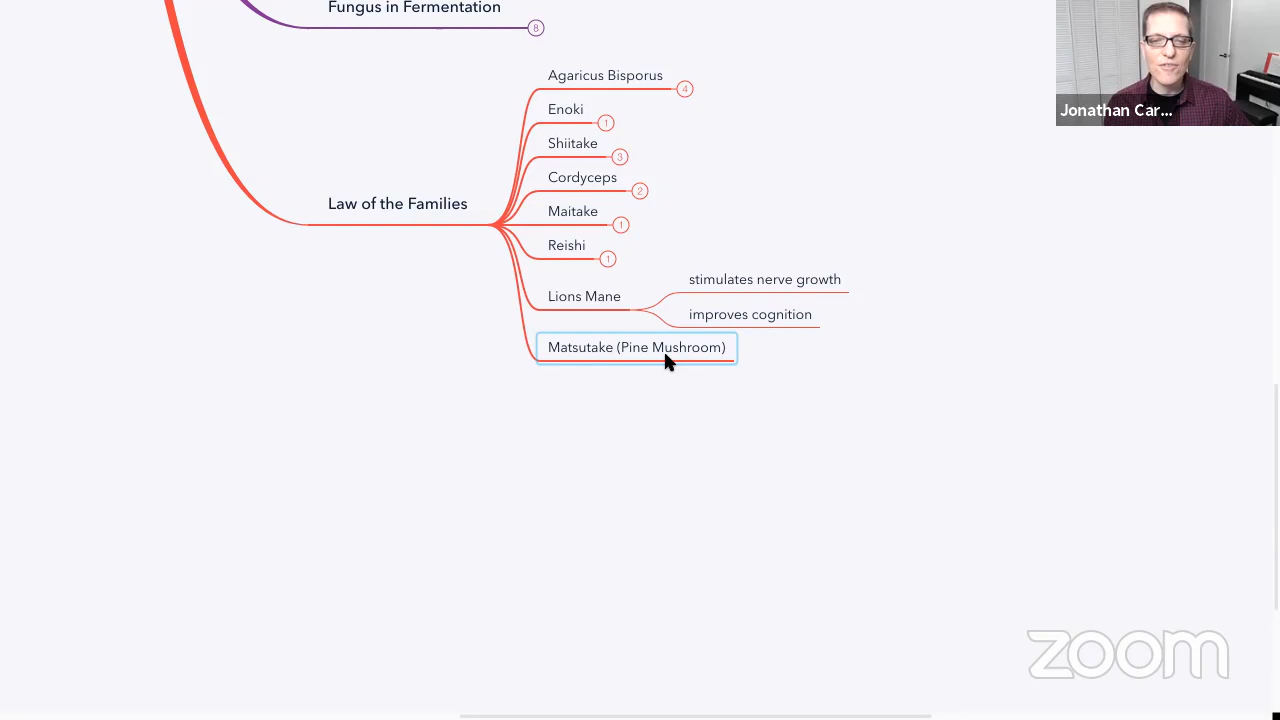 Fungus in Fermentation
8
Agaricus Bisporus
4
Enoki
1
Shiitake
3
Cordyceps
2
Law of the Families
Maitake
1
Reishi
1
Lions Mane
stimulates nerve growth
improves cognition
Matsutake (Pine Mushroom)
Jonathan Car...
zoom